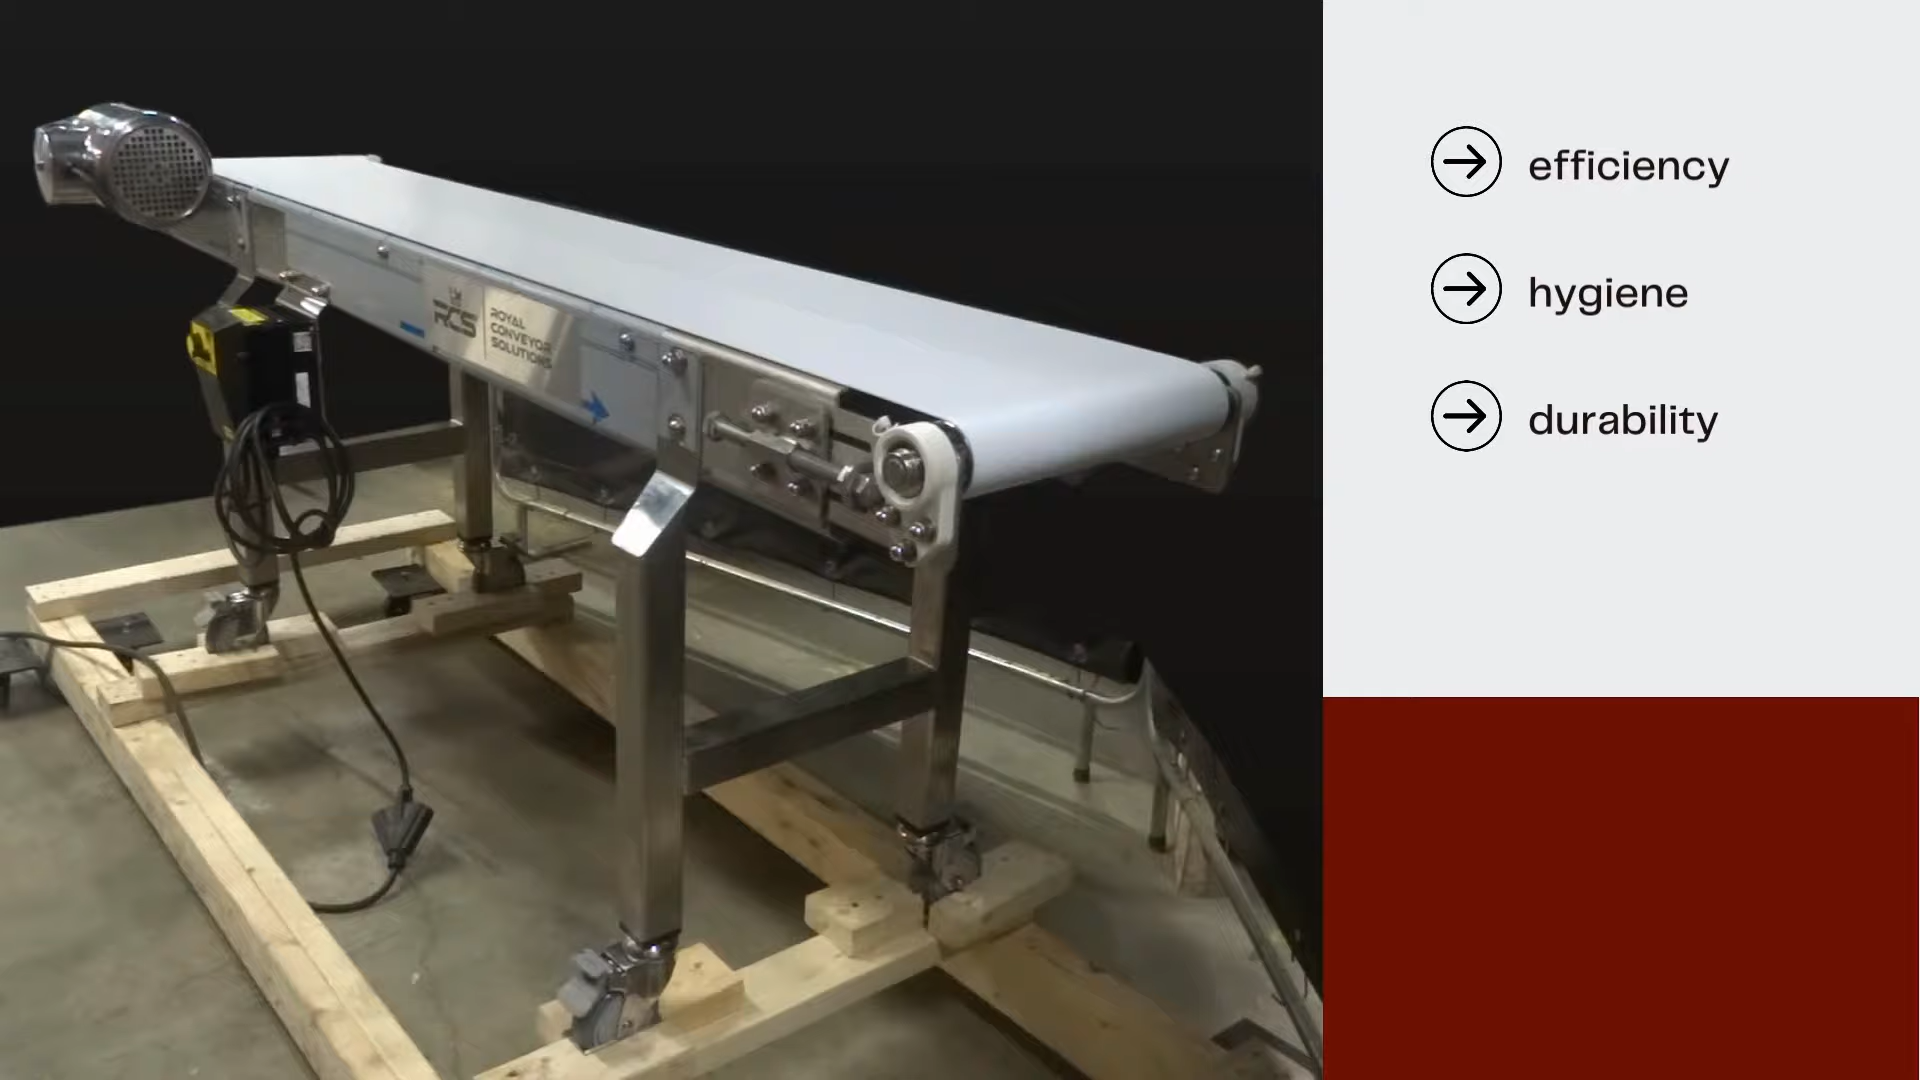 RCS
ROYAL
CONVEYOR
SOLUTIONS
efficiency
hygiene
durability